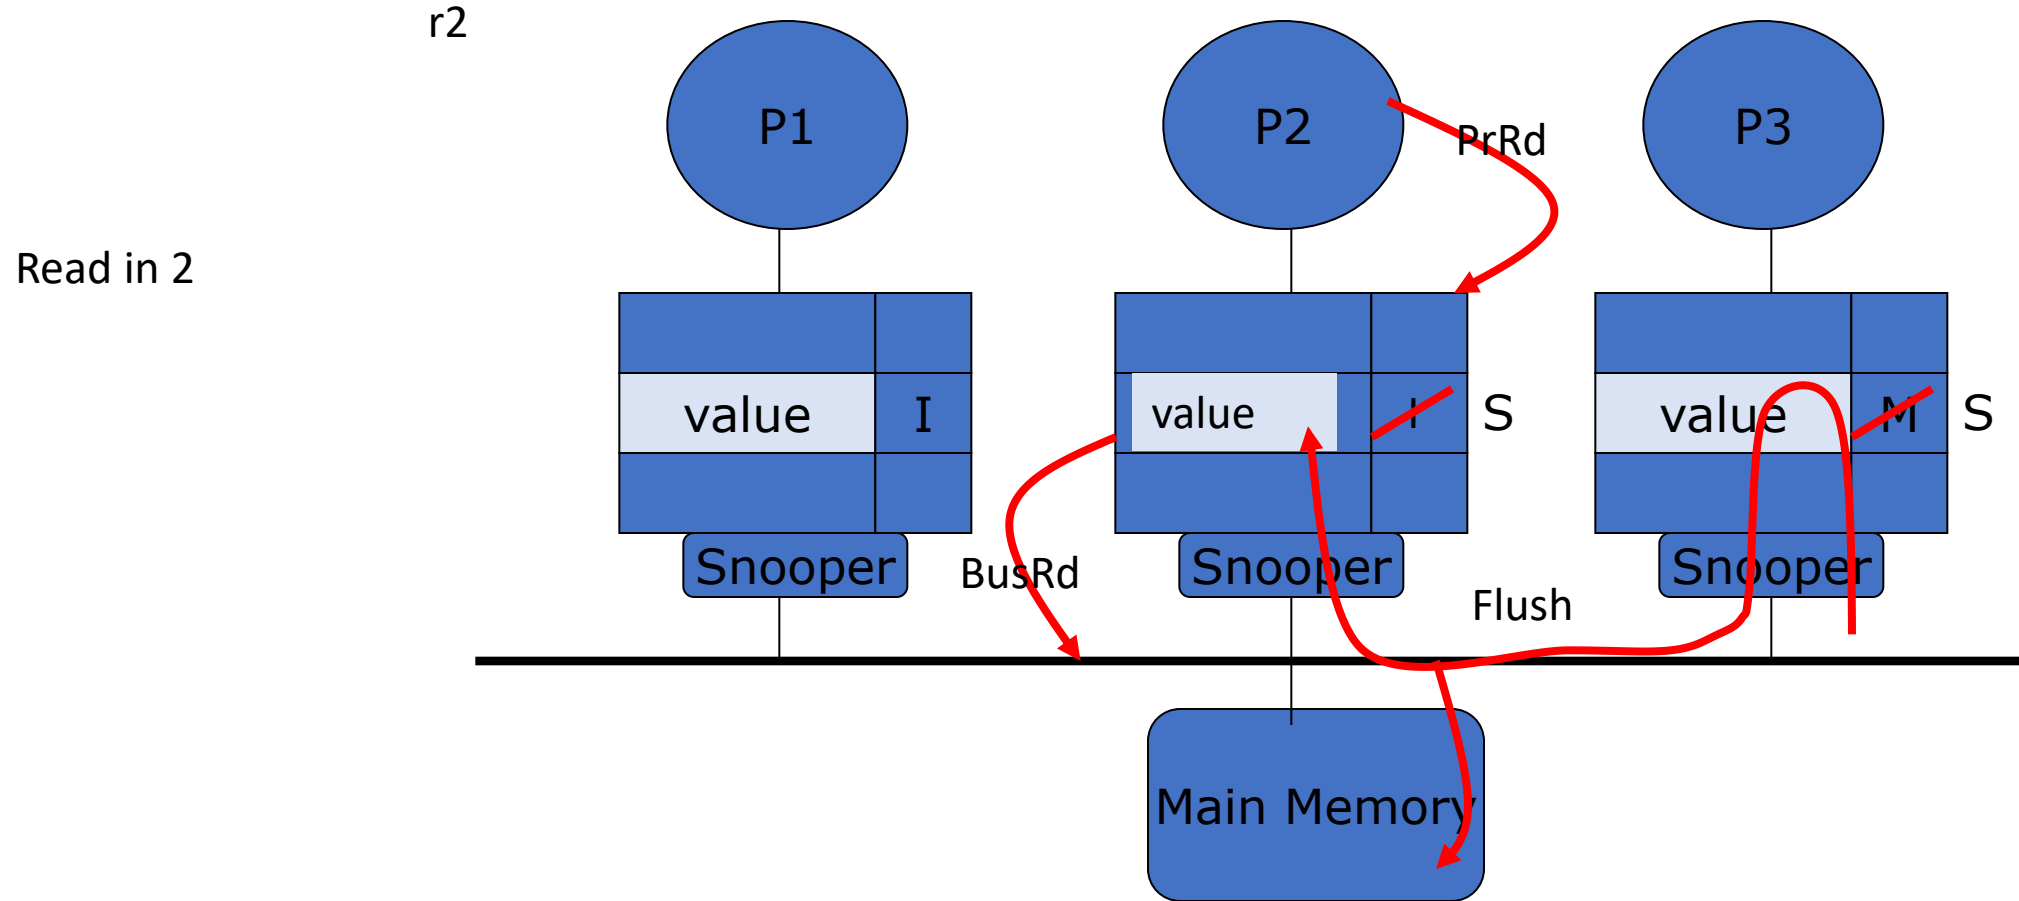 r2
P1
P2
P3
PrRd
Read in 2
value
I
value
I
S
value
M
S
Snooper
BusRd
Snooper
Snooper
Flush
Main Memory